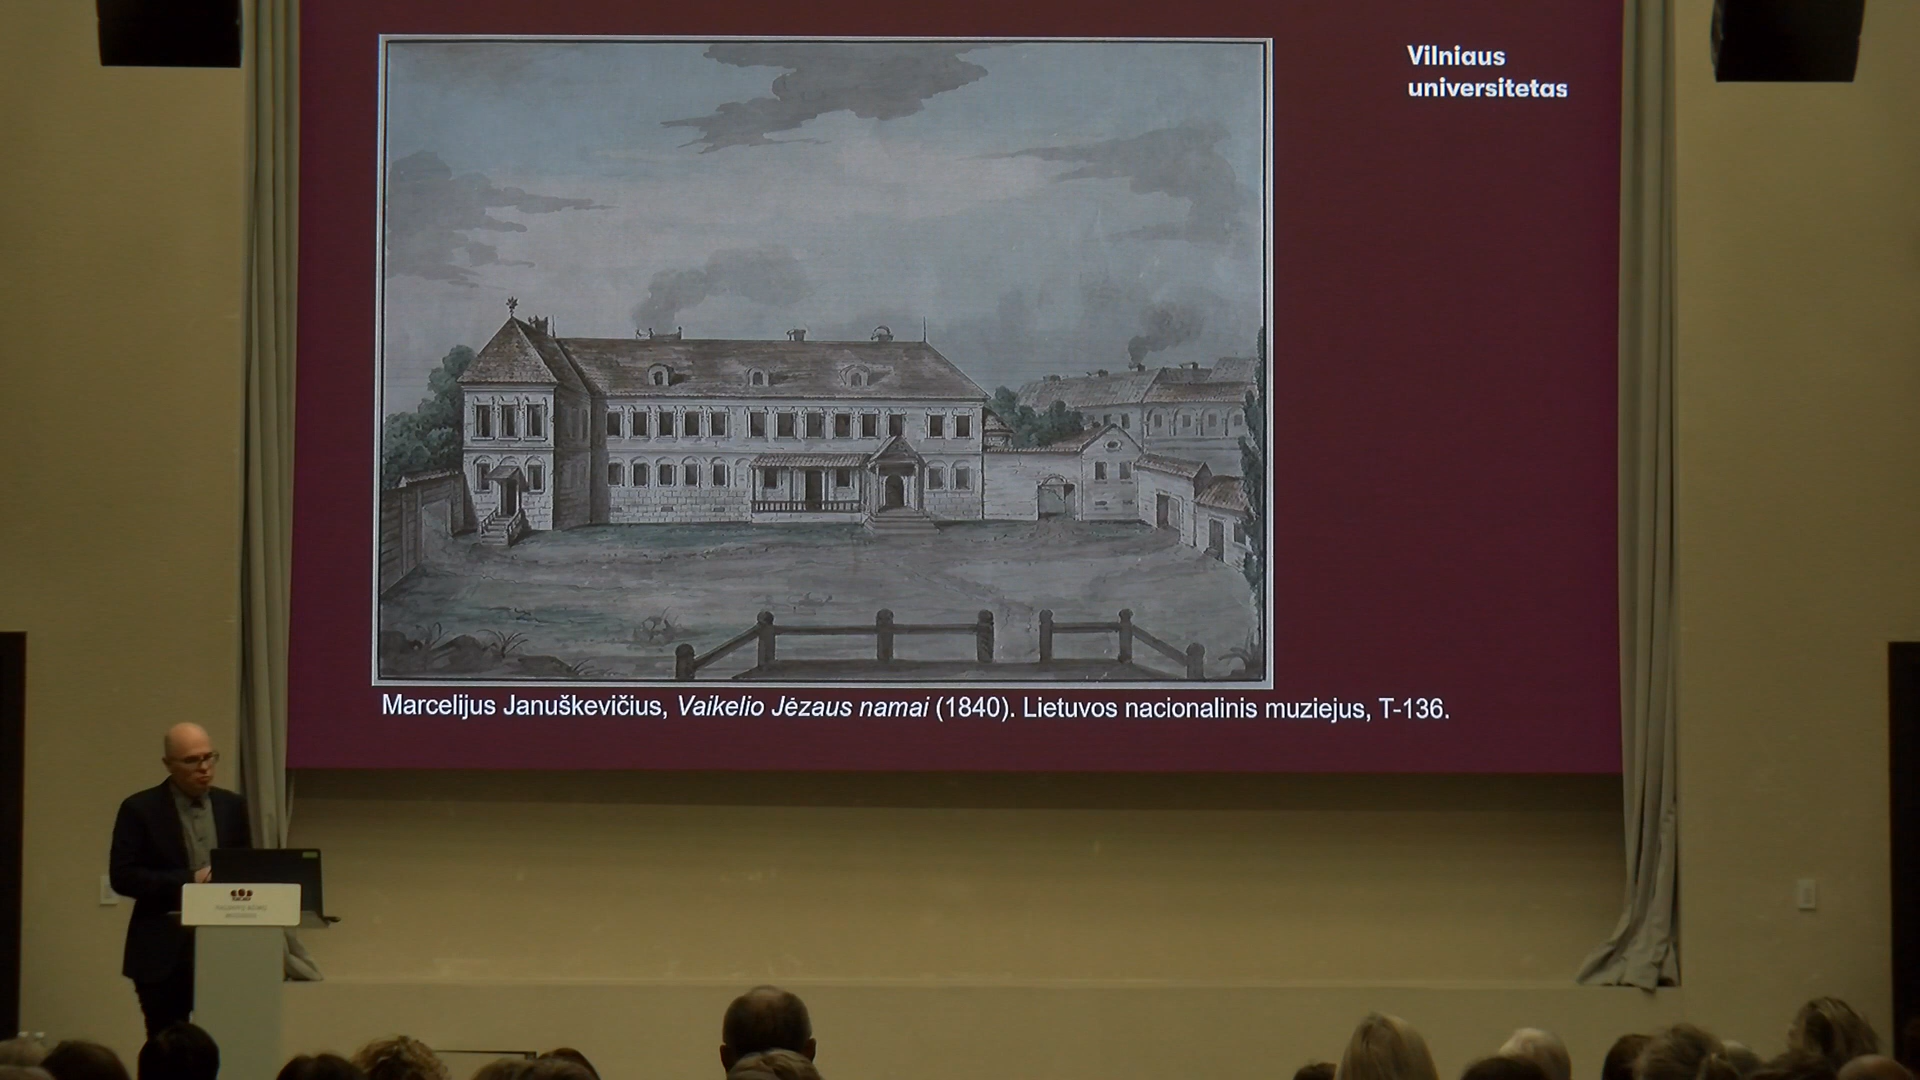 Vilniaus
universitetas
Marcelijus Januškevičius, Vaikelio Jėzaus namai (1840). Lietuvos nacionalinis muziejus, T-136.